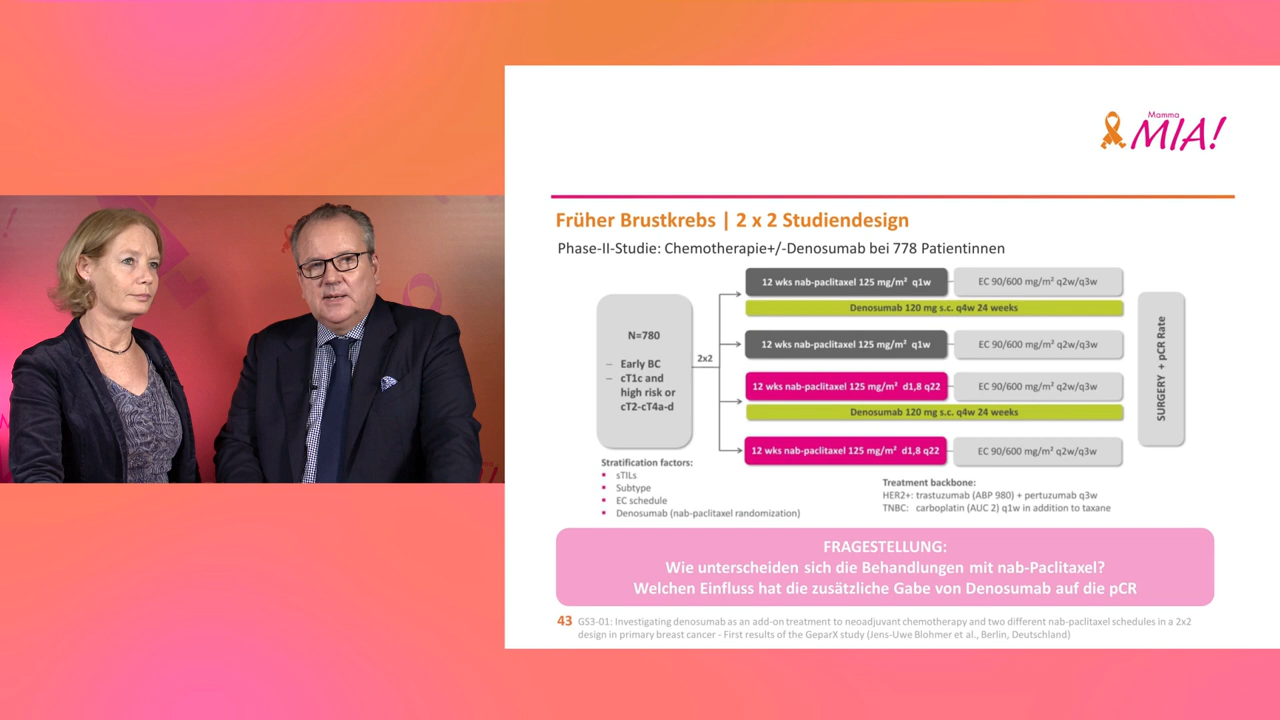 Mamma
MIA!
Früher Brustkrebs | 2 x 2 Studiendesign
Phase-II-Studie: Chemotherapie+/-Denosumab bei 778 Patientinnen
N=780
– Early BC
– cT1c and
high risk or
cT2-cT4a-d
2x2
12 wks nab-paclitaxel 125 mg/m² q1w
EC 90/600 mg/m² q2w/q3w
Denosumab 120 mg s.c. q4w 24 weeks
12 wks nab-paclitaxel 125 mg/m² q1w
EC 90/600 mg/m² q2w/q3w
12 wks nab-paclitaxel 125 mg/m² d1,8 q22
EC 90/600 mg/m² q2w/q3w
Denosumab 120 mg s.c. q4w 24 weeks
12 wks nab-paclitaxel 125 mg/m² d1,8 q22
EC 90/600 mg/m² q2w/q3w
SURGERY + pCR Rate
Stratification factors:
▪ sTILs
▪ Subtype
▪ EC schedule
▪ Denosumab (nab-paclitaxel randomization)
Treatment backbone:
HER2+: trastuzumab (ABP 980) + pertuzumab q3w
TNBC: carboplatin (AUC 2) q1w in addition to taxane
FRAGESTELLUNG:
Wie unterscheiden sich die Behandlungen mit nab-Paclitaxel?
Welchen Einfluss hat die zusätzliche Gabe von Denosumab auf die pCR
43 GS3-01: Investigating denosumab as an add-on treatment to neoadjuvant chemotherapy and two different nab-paclitaxel schedules in a 2x2
design in primary breast cancer - First results of the GeparX study (Jens-Uwe Blohmer et al., Berlin, Deutschland)